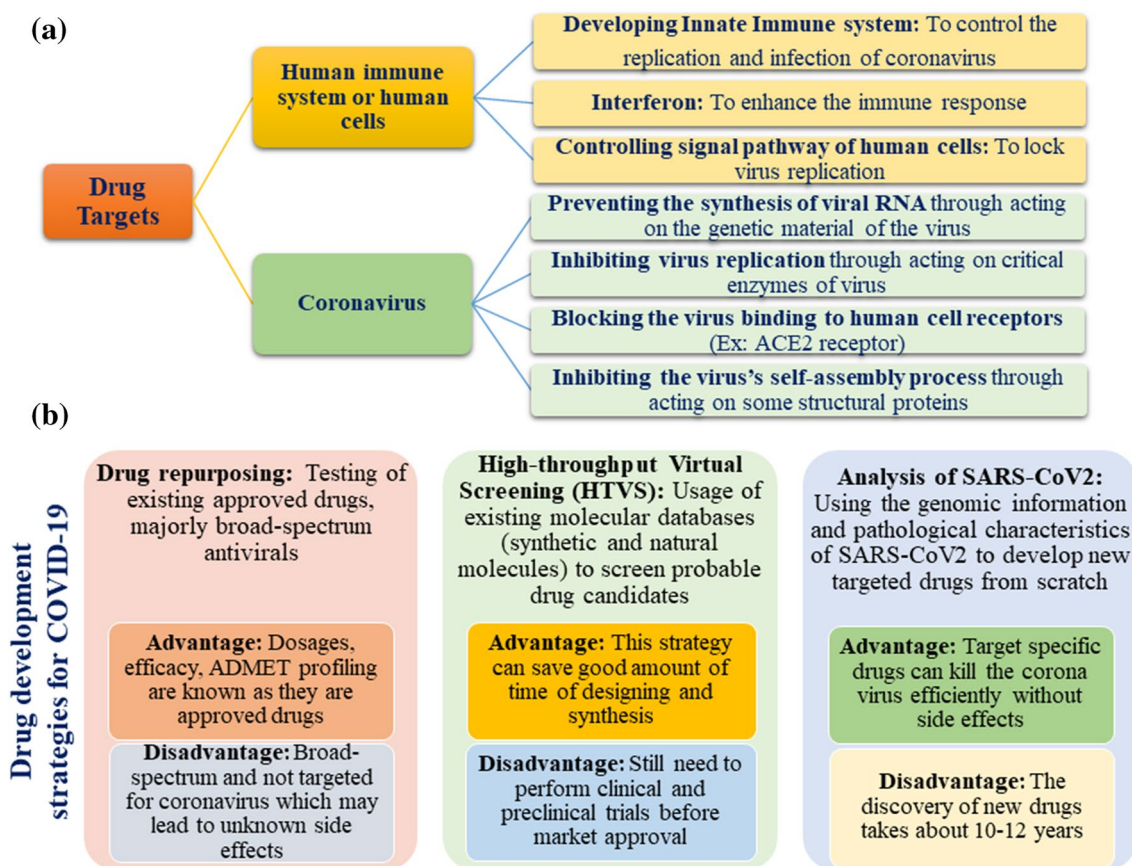 (a)
Drug
Targets
Human immune
system or human
cells
Developing Innate Immune system: To control the
replication and infection of coronavirus
Interferon: To enhance the immune response
Controlling signal pathway of human cells: To lock
virus replication
Coronavirus
Preventing the synthesis of viral RNA through acting
on the genetic material of the virus
Inhibiting virus replication through acting on critical
enzymes of virus
Blocking the virus binding to human cell receptors
(Ex: ACE2 receptor)
Inhibiting the virus's self-assembly process through
acting on some structural proteins
(b)
Drug development
strategies for COVID-19
Drug repurposing: Testing of
existing approved drugs,
majorly broad-spectrum
antivirals
Advantage: Dosages,
efficacy, ADMET profiling
are known as they are
approved drugs
Disadvantage: Broad-
spectrum and not targeted
for coronavirus which may
lead to unknown side
effects
High-throughput Virtual
Screening (HTVS): Usage of
existing molecular databases
(synthetic and natural
molecules) to screen probable
drug candidates
Advantage: This strategy
can save good amount of
time of designing and
synthesis
Disadvantage: Still need to
perform clinical and
preclinical trials before
market approval
Analysis of SARS-CoV2:
Using the genomic information
and pathological characteristics
of SARS-CoV2 to develop new
targeted drugs from scratch
Advantage: Target specific
drugs can kill the corona
virus efficiently without
side effects
Disadvantage: The
discovery of new drugs
takes about 10-12 years